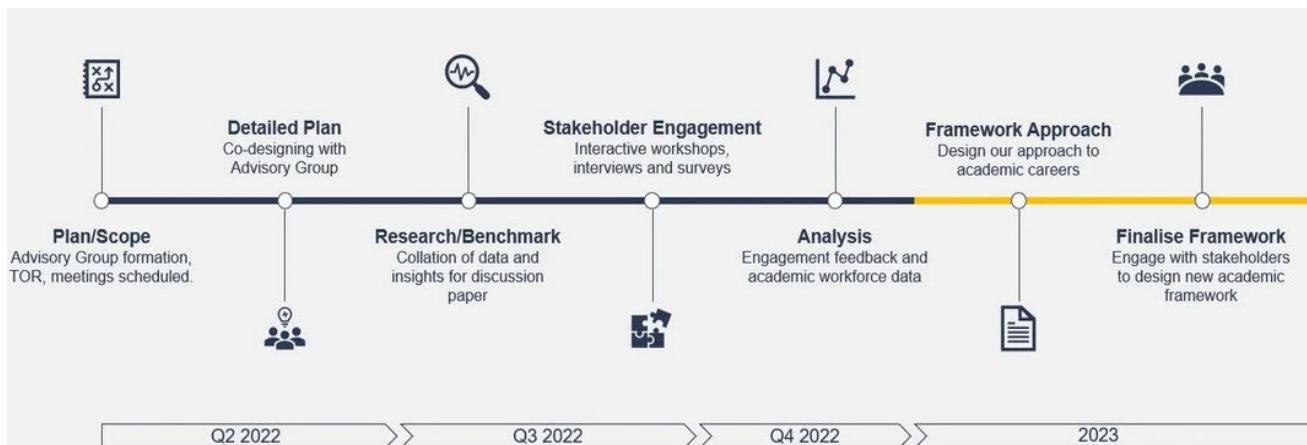 Detailed Plan
Co-designing with
Advisory Group
Stakeholder Engagement
Interactive workshops,
interviews and surveys
Framework Approach
Design our approach to
academic careers
Plan/Scope
Advisory Group formation,
TOR, meetings scheduled.
Research/Benchmark
Collation of data and
insights for discussion
paper
Analysis
Engagement feedback and
academic workforce data
Finalise Framework
Engage with stakeholders
to design new academic
framework
Q2 2022
Q3 2022
Q4 2022
2023